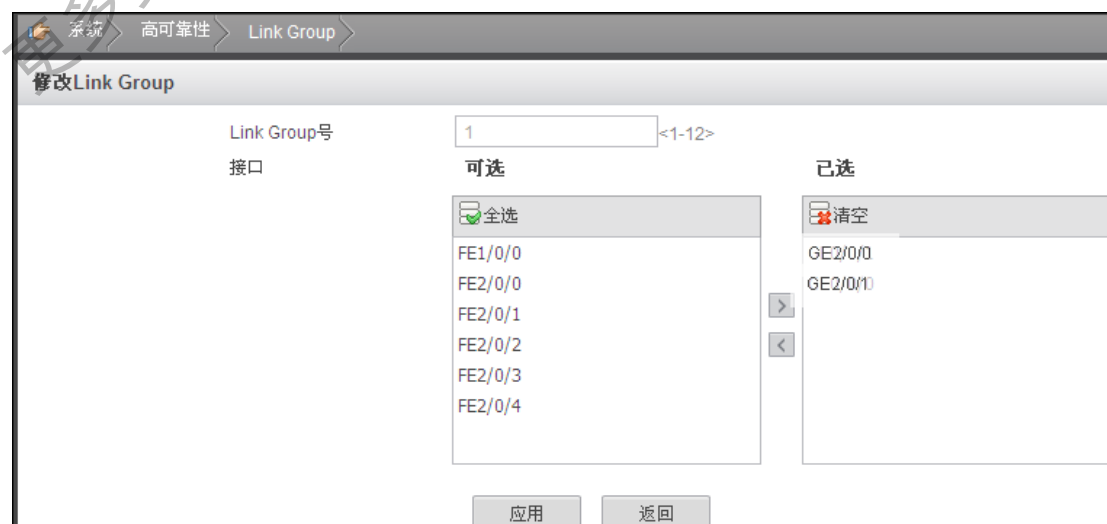 系统 高可靠性 Link Group
修改Link Group
Link Group号 1 <1-12>
接口 可选 已选
全选 清空
FE1/0/0 GE2/0/0
FE2/0/0 GE2/0/1
FE2/0/1
FE2/0/2
FE2/0/3
FE2/0/4
> 
<
应用 返回